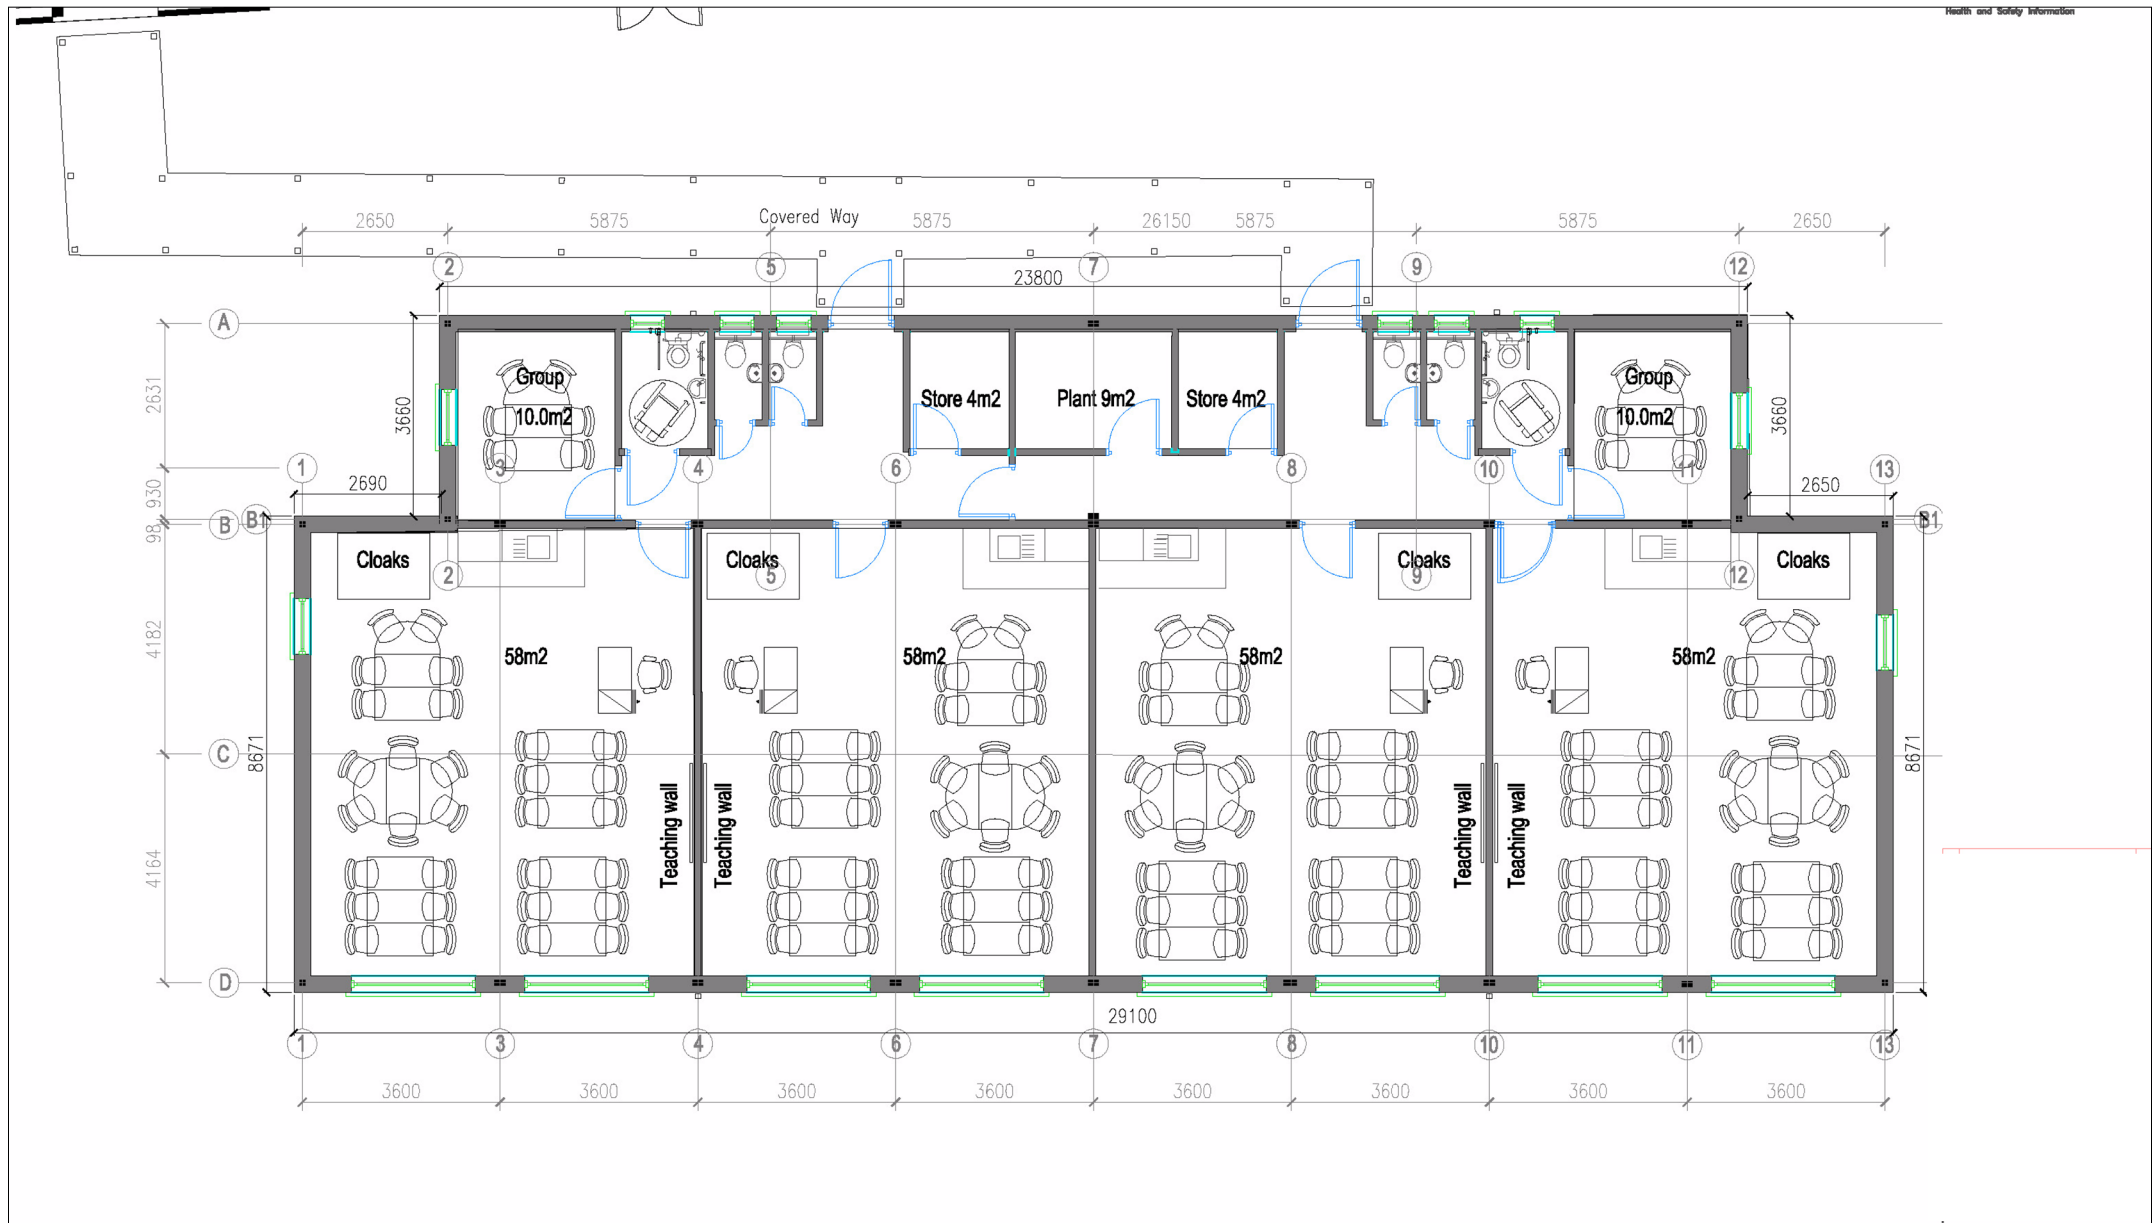 Health and Safety Information
Covered Way
2650
5875
5875
26150
5875
5875
2650
2
5
7
9
12
23800
A
2631
3660
Group
10.0m2
Store 4m2
Plant 9m2
Store 4m2
Group
10.0m2
3660
1
3
4
6
8
10
11
13
2690
2650
930
98
B
B1
B1
Cloaks
Cloaks
Cloaks
Cloaks
2
5
9
12
4182
58m2
58m2
58m2
58m2
C
8671
8671
Teaching wall
Teaching wall
Teaching wall
Teaching wall
4164
D
29100
1
3
4
6
7
8
10
11
13
3600
3600
3600
3600
3600
3600
3600
3600